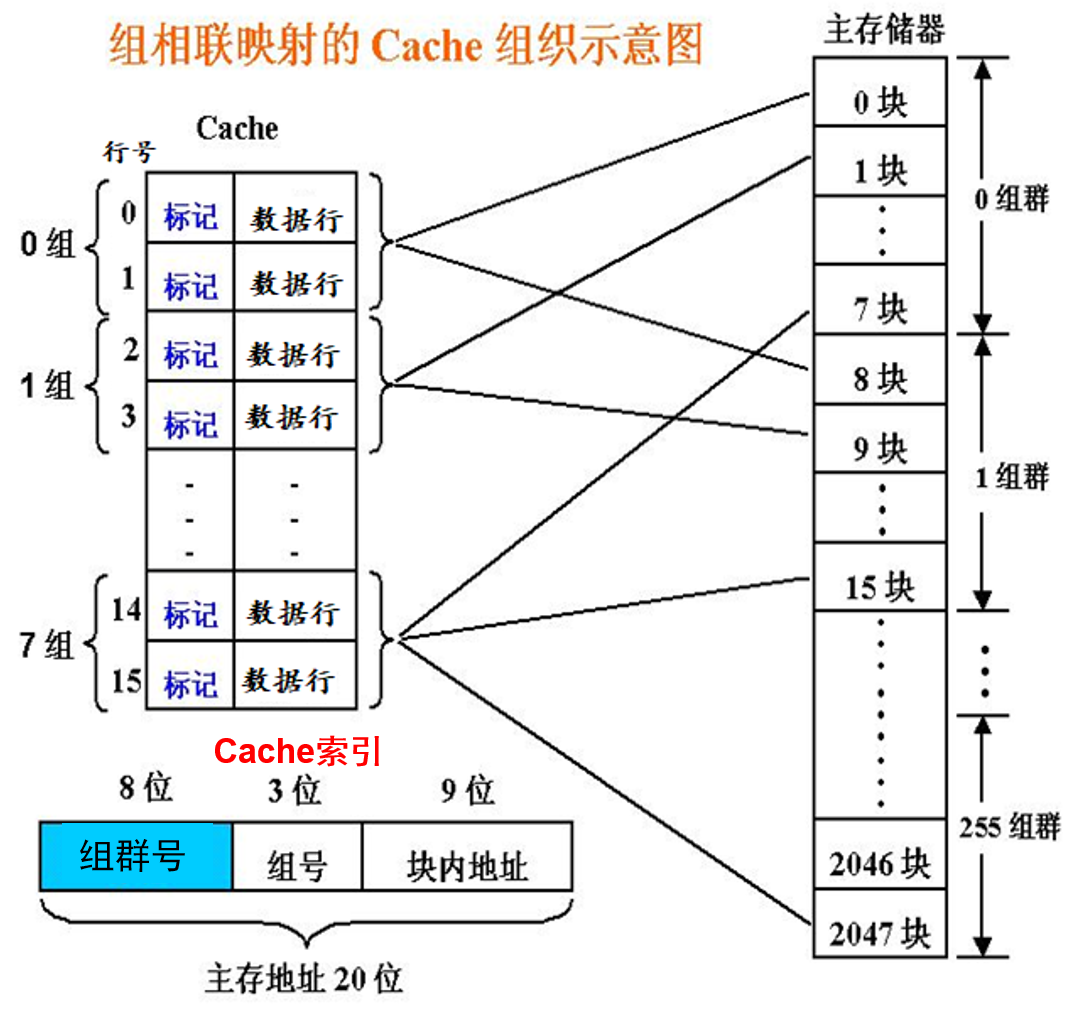 组相联映射的 Cache 组织示意图
主存储器
Cache
行号
0 组
0 标记 数据行
1 标记 数据行
1 组
2 标记 数据行
3 标记 数据行
7 组
14 标记 数据行
15 标记 数据行
0 块
1 块
7 块
8 块
9 块
15 块
2046 块
2047 块
0 组群
1 组群
255 组群
Cache索引
8 位 3 位 9 位
组群号 组号 块内地址
主存地址 20 位